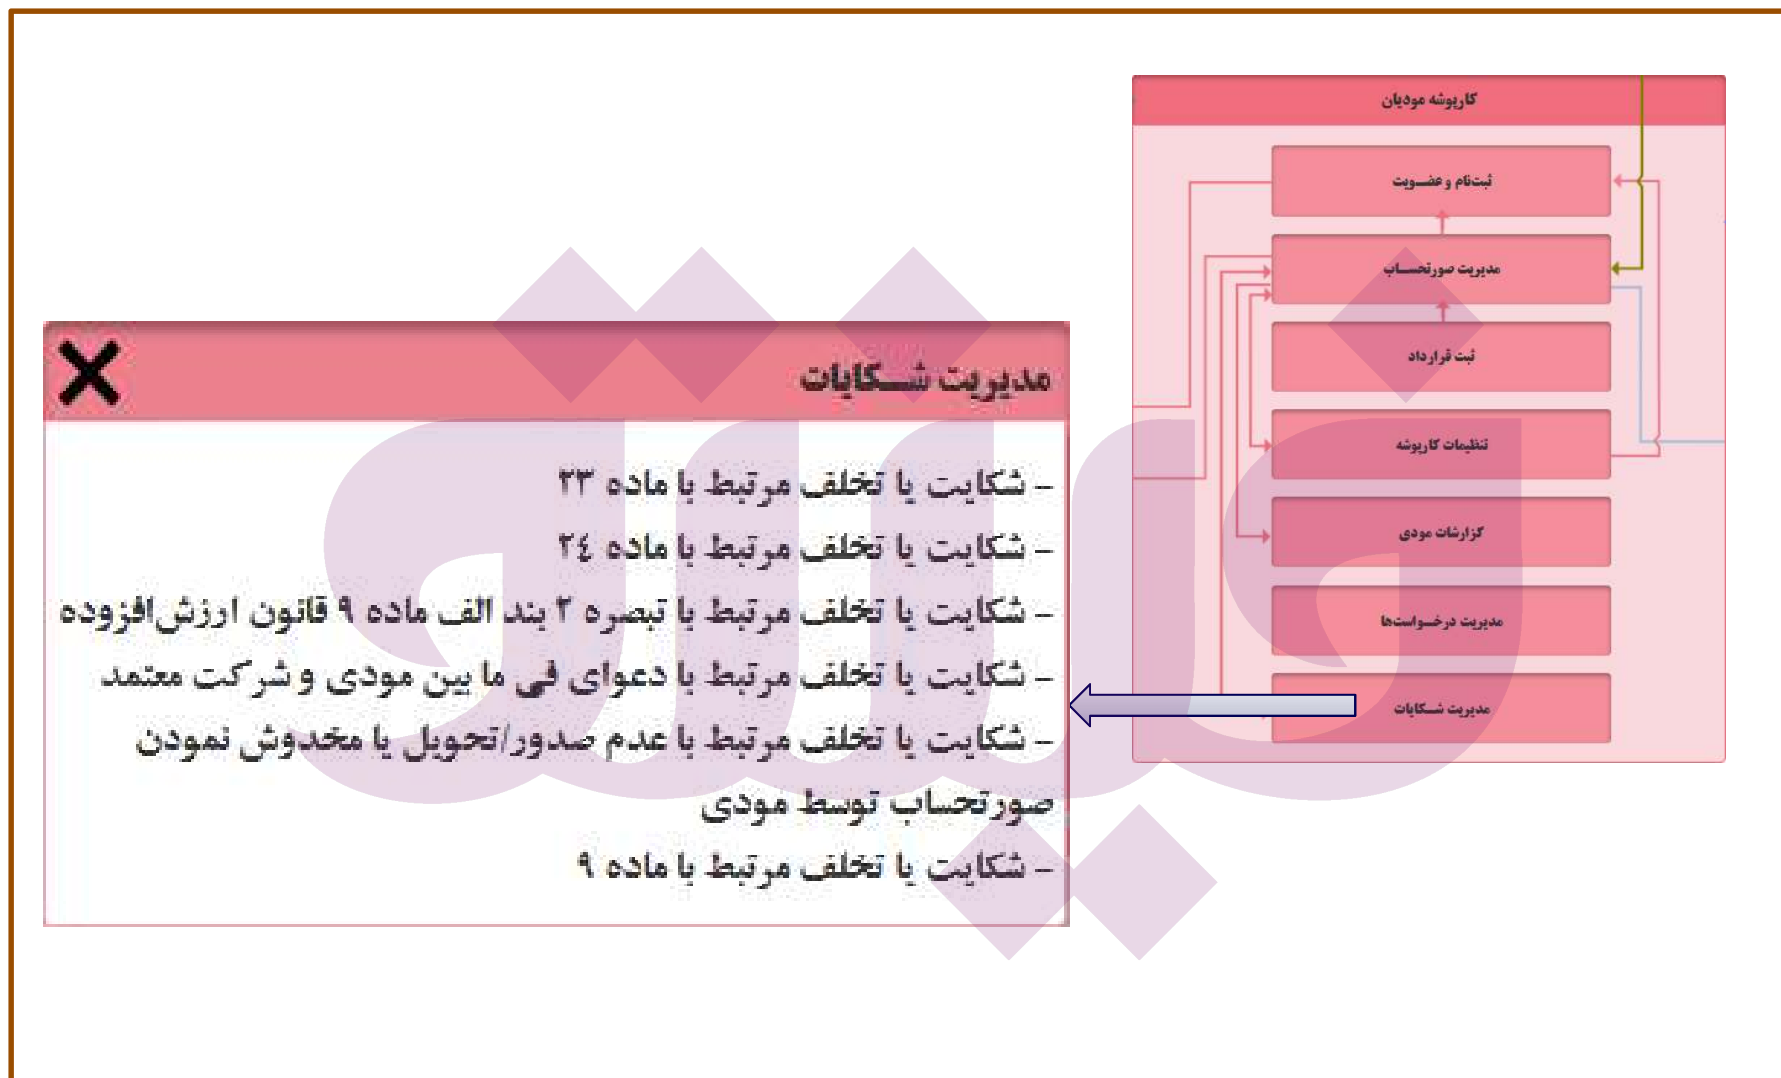 کارپوشه مودیان
ثبت‌نام و عضـــویت
مدیریت صورتحســـاب
ثبت قرارداد
تنظیمات کارپوشه
گزارشات مودی
مدیریت درخـــواست‌ها
مدیریت شـــکایات
مدیریت شـــکایات
- شکایت یا تخلف مرتبط با ماده ۲۳
- شکایت یا تخلف مرتبط با ماده ۲٤
- شکایت یا تخلف مرتبط با تبصره ۲ بند الف ماده ۹ قانون ارزش‌افزوده
- شکایت یا تخلف مرتبط با دعوای فی ما بین مودی و شرکت معتمد
- شکایت یا تخلف مرتبط با عدم صدور/تحویل یا مخدوش نمودن
صورتحساب توسط مودی
- شکایت یا تخلف مرتبط با ماده ۹